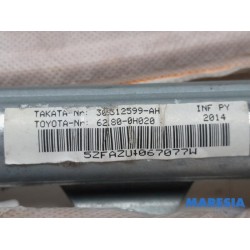 TAKATA-Nr: 30512599-AH INF PY
TOYOTA-Nr: 62180-0H020 2014
5ZFAZU4067077W
MARESIA